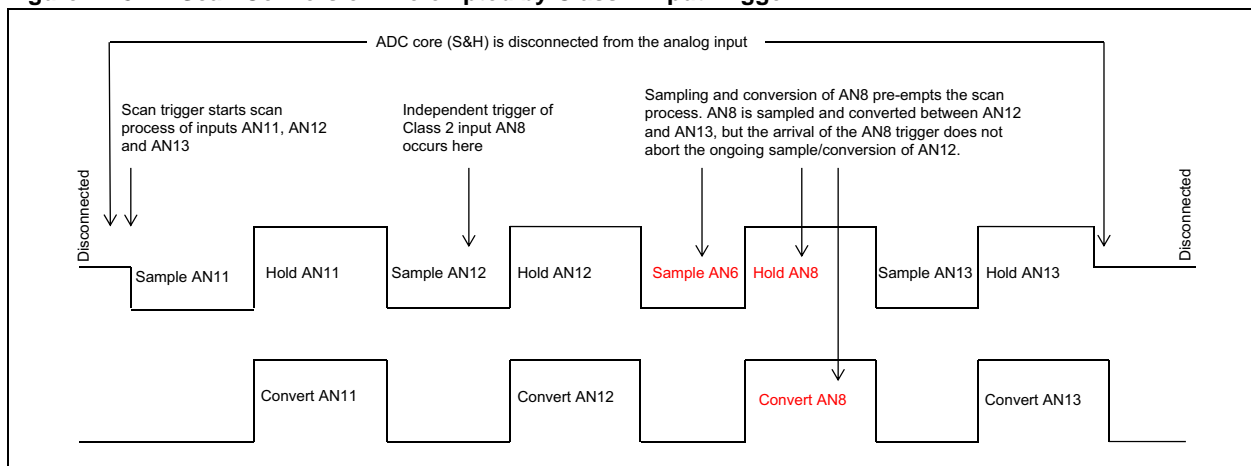 ADC core (S&H) is disconnected from the analog input
Scan trigger starts scan
process of inputs AN11, AN12
and AN13
Independent trigger of
Class 2 input AN8
occurs here
Sampling and conversion of AN8 pre-empts the scan
process. AN8 is sampled and converted between AN12
and AN13, but the arrival of the AN8 trigger does not
abort the ongoing sample/conversion of AN12.
Disconnected
Sample AN11
Hold AN11
Sample AN12
Hold AN12
Sample AN6
Hold AN8
Sample AN13
Hold AN13
Disconnected
Convert AN11
Convert AN12
Convert AN8
Convert AN13